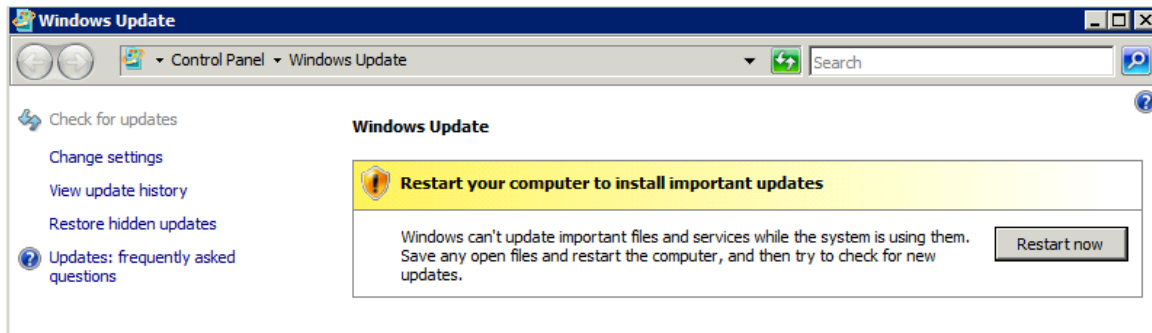 Windows Update
Control Panel Windows Update
Search
Check for updates
Change settings
View update history
Restore hidden updates
Updates: frequently asked
questions
Windows Update
Restart your computer to install important updates
Windows can't update important files and services while the system is using them.
Save any open files and restart the computer, and then try to check for new
updates.
Restart now